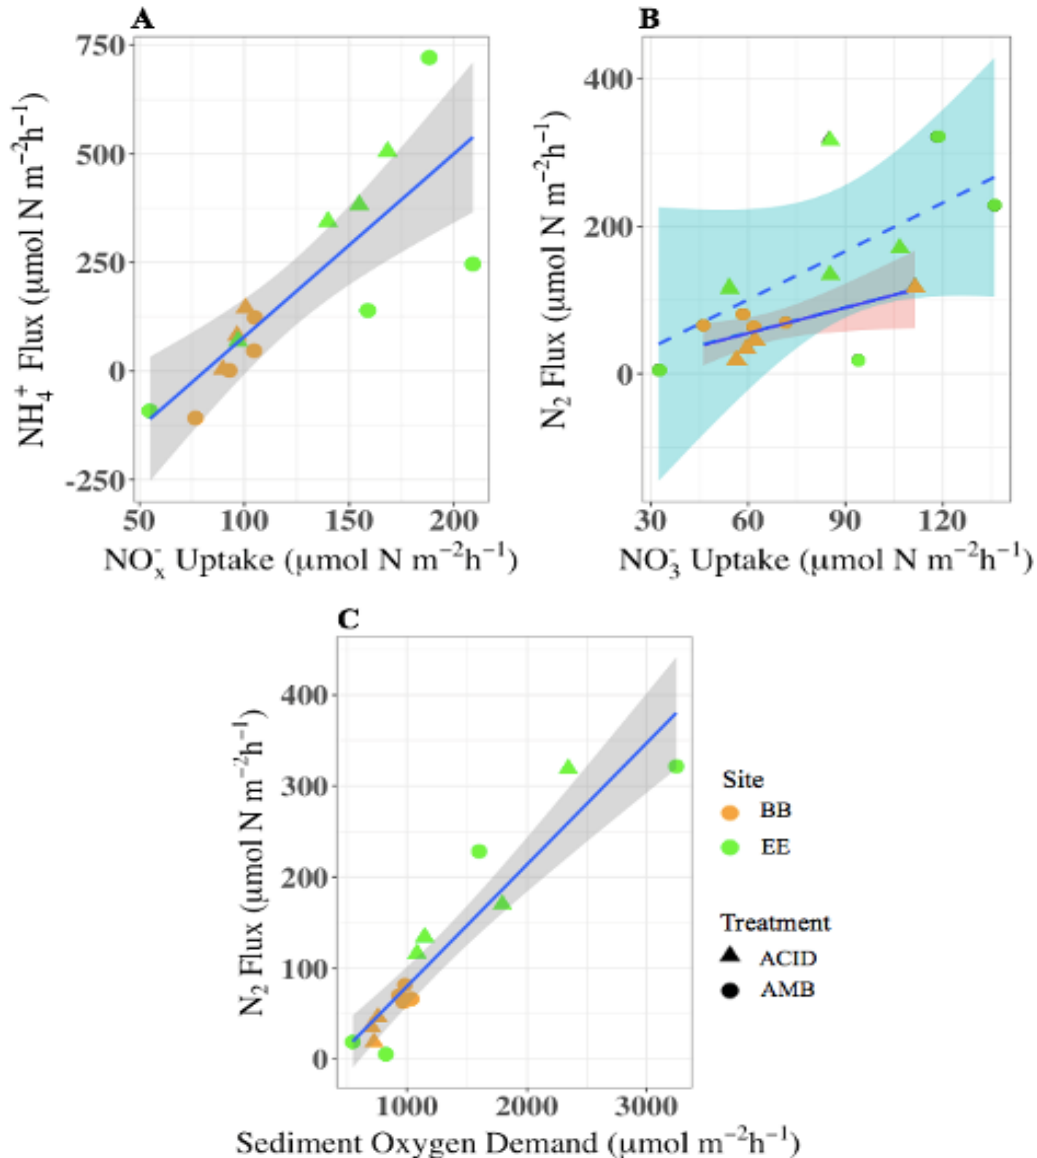 A
NH₄⁺ Flux (μmol N m⁻²h⁻¹)
750
500
250
0
-250
50 100 150 200
NOₓ⁻ Uptake (μmol N m⁻²h⁻¹)
B
N₂ Flux (μmol N m⁻²h⁻¹)
400
200
0
30 60 90 120
NO₃⁻ Uptake (μmol N m⁻²h⁻¹)
C
N₂ Flux (μmol N m⁻²h⁻¹)
400
300
200
100
0
1000 2000 3000
Sediment Oxygen Demand (μmol m⁻²h⁻¹)
Site
BB
EE
Treatment
ACID
AMB